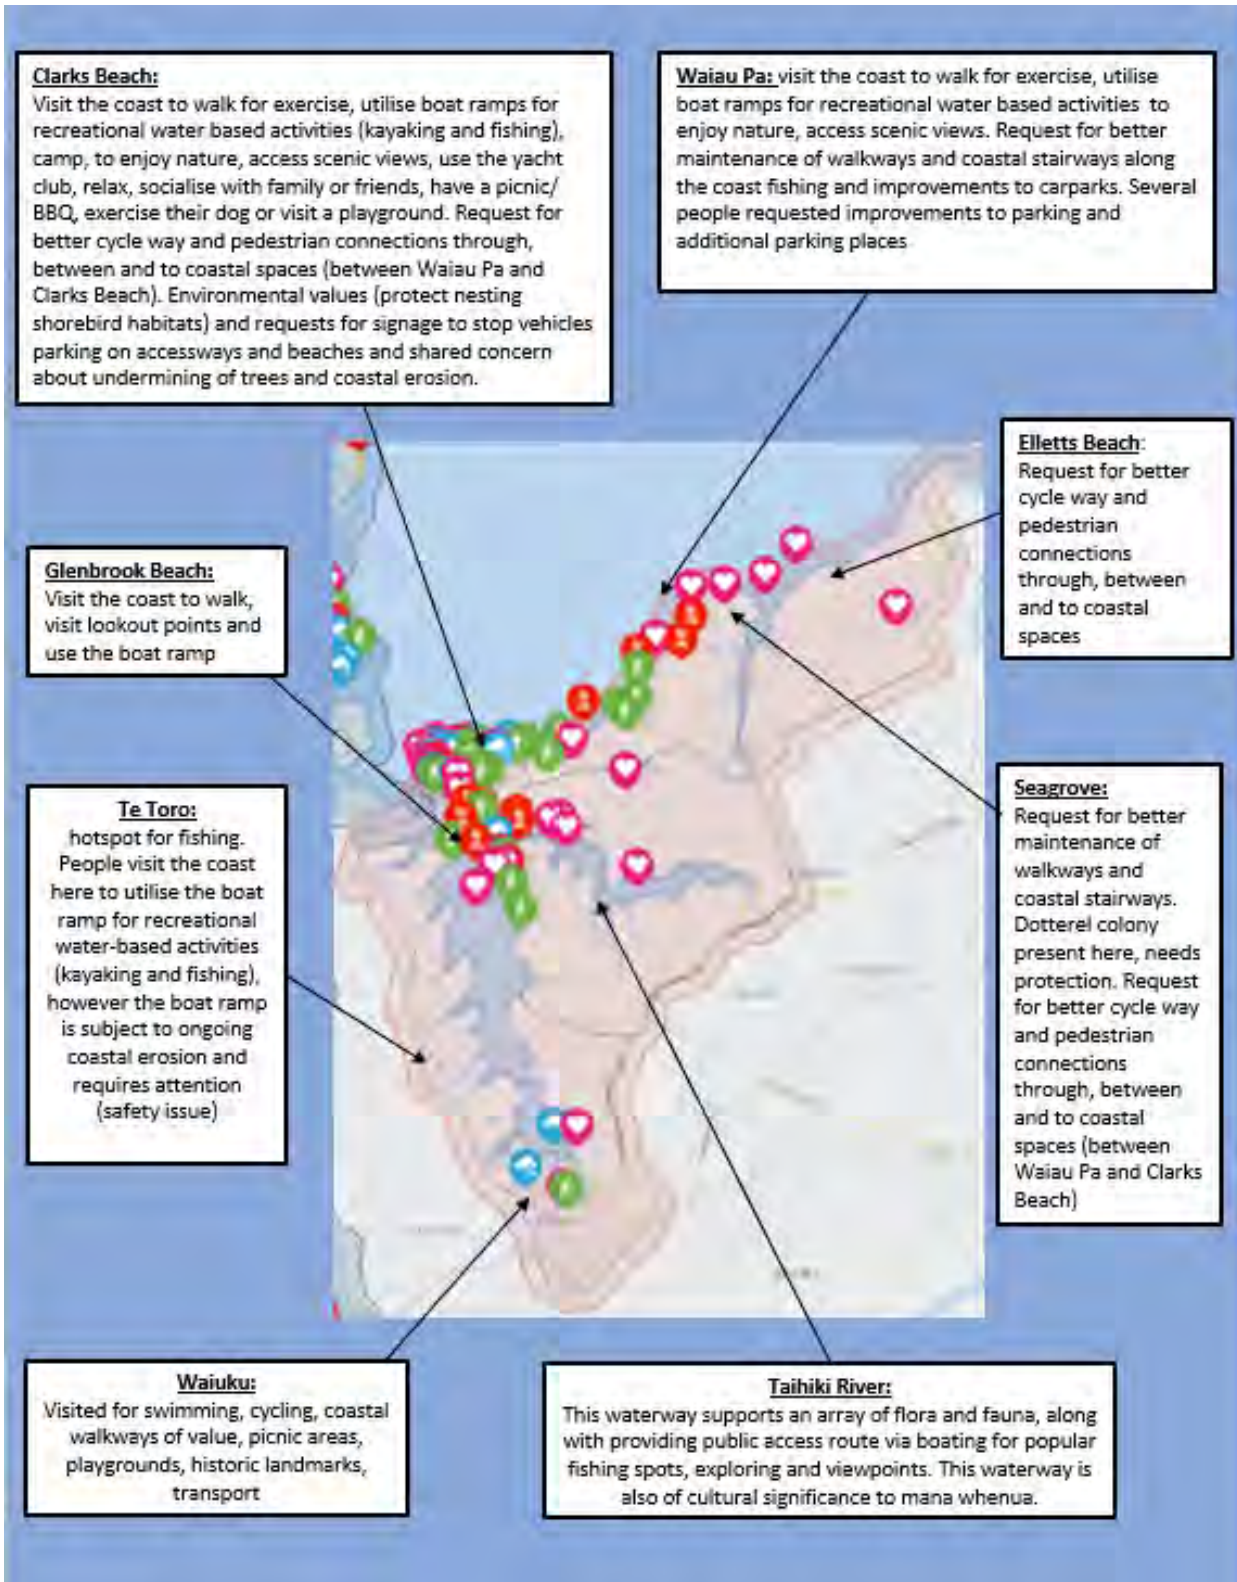 Clarks Beach:
Visit the coast to walk for exercise, utilise boat ramps for
recreational water based activities (kayaking and fishing),
camp, to enjoy nature, access scenic views, use the yacht
club, relax, socialise with family or friends, have a picnic/
BBQ, exercise their dog or visit a playground. Request for
better cycle way and pedestrian connections through,
between and to coastal spaces (between Waiau Pa and
Clarks Beach). Environmental values (protect nesting
shorebird habitats) and requests for signage to stop vehicles
parking on accessways and beaches and shared concern
about undermining of trees and coastal erosion.
Waiau Pa: visit the coast to walk for exercise, utilise
boat ramps for recreational water based activities to
enjoy nature, access scenic views. Request for better
maintenance of walkways and coastal stairways along
the coast fishing and improvements to carparks. Several
people requested improvements to parking and
additional parking places
Elletts Beach:
Request for better
cycle way and
pedestrian
connections
through, between
and to coastal
spaces
Glenbrook Beach:
Visit the coast to walk,
visit lookout points and
use the boat ramp
Te Toro:
hotspot for fishing.
People visit the coast
here to utilise the boat
ramp for recreational
water-based activities
(kayaking and fishing),
however the boat ramp
is subject to ongoing
coastal erosion and
requires attention
(safety issue)
Seagrove:
Request for better
maintenance of
walkways and
coastal stairways.
Dotterel colony
present here, needs
protection. Request
for better cycle way
and pedestrian
connections
through, between
and to coastal
spaces (between
Waiau Pa and Clarks
Beach)
Waiuku:
Visited for swimming, cycling, coastal
walkways of value, picnic areas,
playgrounds, historic landmarks,
transport
Taihiki River:
This waterway supports an array of flora and fauna, along
with providing public access route via boating for popular
fishing spots, exploring and viewpoints. This waterway is
also of cultural significance to mana whenua.